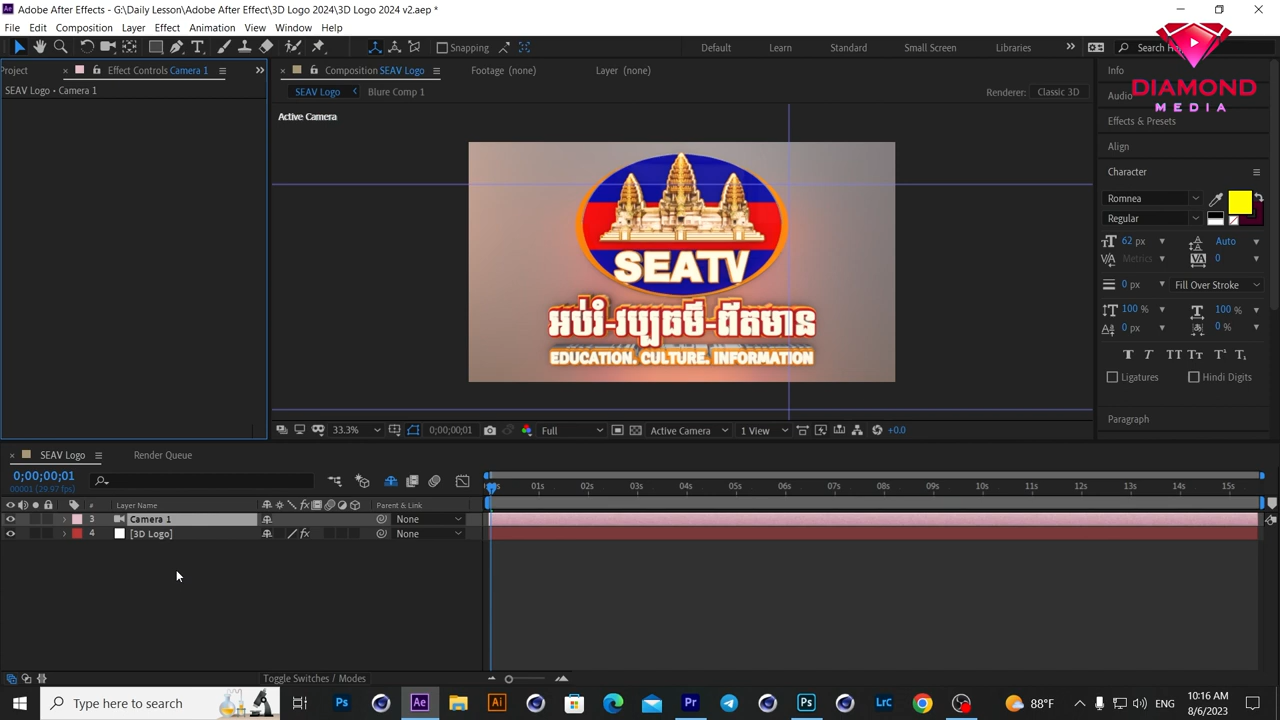 Adobe After Effects - G:\Daily Lesson\Adobe After Effect\3D Logo 2024\3D Logo 2024 v2.aep *
File Edit Composition Layer Effect Animation View Window Help
Snapping
Default Learn Standard Small Screen Libraries
Search Help
DIAMOND
MEDIA
Project
Effect Controls Camera 1
SEAV Logo • Camera 1
Composition SEAV Logo
Footage (none)
Layer (none)
SEAV Logo
Blure Comp 1
Renderer: Classic 3D
Active Camera
SEATV
អប់រំ-វប្បធម៌-ព័ត៌មាន
EDUCATION. CULTURE. INFORMATION
33.3%
0;00;00;01
Full
Active Camera
1 View
+0.0
Info
Audio
Effects & Presets
Align
Character
Romnea
Regular
62 px
Auto
Metrics
0
0 px
Fill Over Stroke
100 %
100 %
0 px
0 %
Ligatures
Hindi Digits
Paragraph
SEAV Logo
Render Queue
0;00;00;01
00001 (29.97 fps)
# Layer Name
Parent & Link
3 Camera 1 None
4 [3D Logo] fx None
01s 02s 03s 04s 05s 06s 07s 08s 09s 10s 11s 12s 13s 14s 15s
Toggle Switches / Modes
Type here to search
88°F
ENG
10:16 AM
8/6/2023